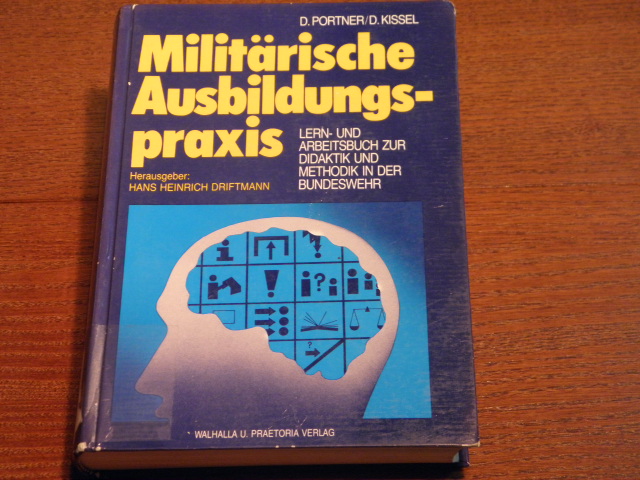 D. PORTNER/D. KISSEL
Militärische
Ausbildungs-
praxis
LERN- UND
ARBEITSBUCH ZUR
DIDAKTIK UND
METHODIK IN DER
BUNDESWEHR
Herausgeber:
HANS HEINRICH DRIFTMANN
i
!
i?i
?
WALHALLA U. PRAETORIA VERLAG